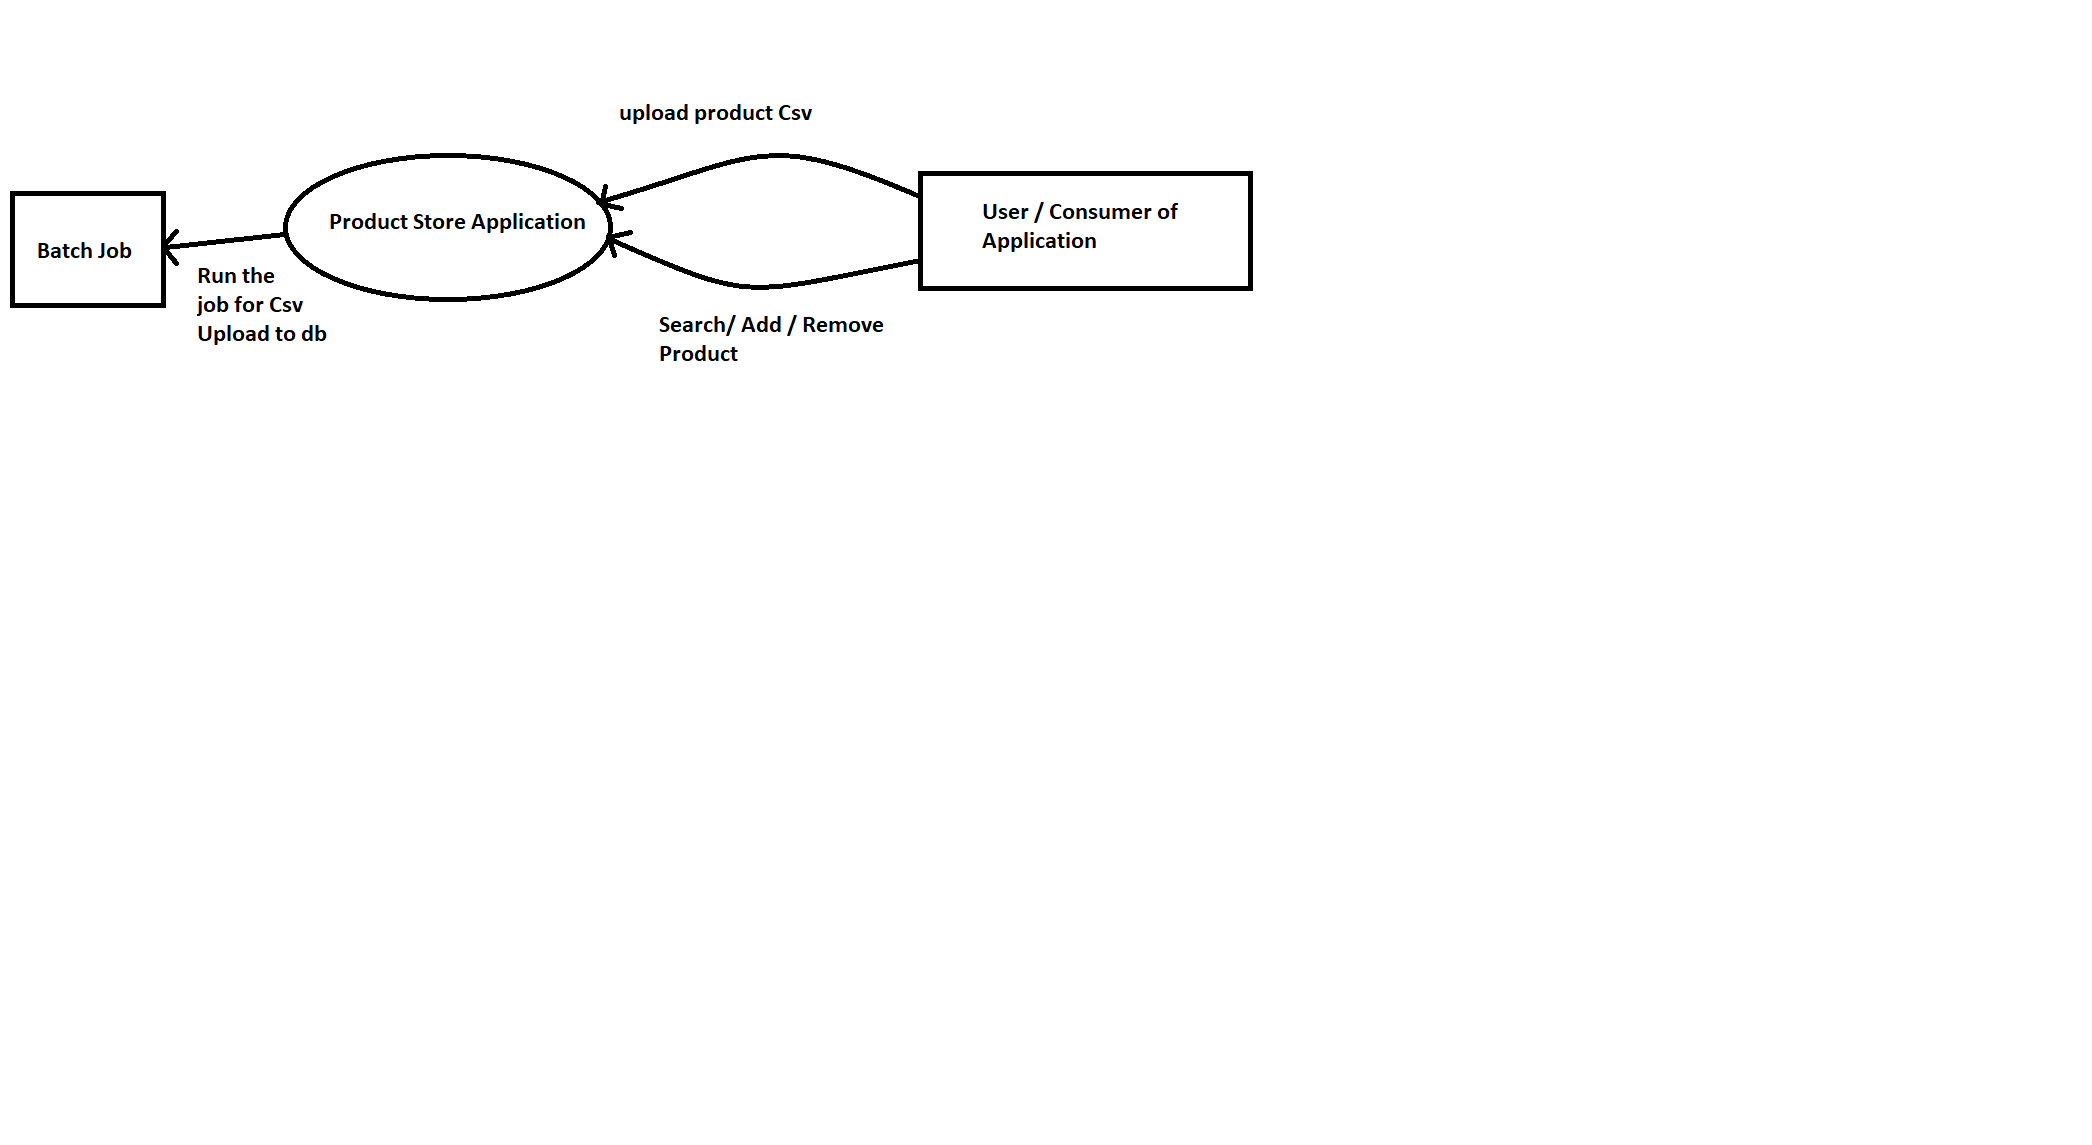 upload product Csv
Product Store Application
User / Consumer of
Application
Batch Job
Run the
job for Csv
Upload to db
Search/ Add / Remove
Product